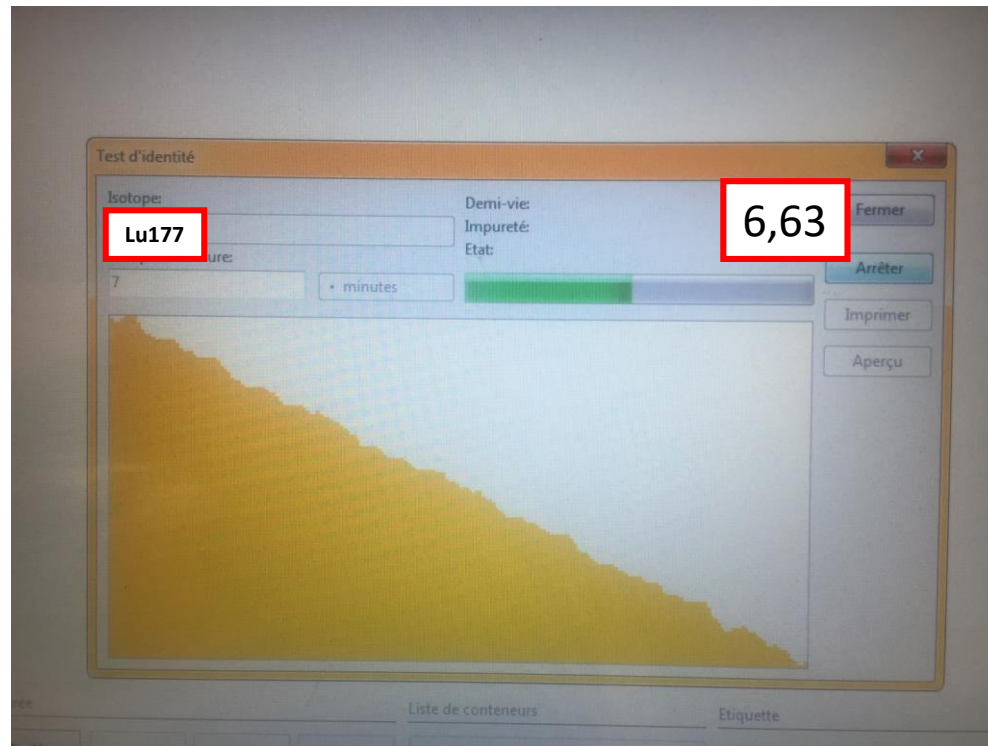 Test d'identité
Isotope:
Lu177
ure:
7
• minutes
Demi-vie:
Impureté:
Etat:
6,63
Fermer
Arrêter
Imprimer
Aperçu
Liste de conteneurs
Etiquette